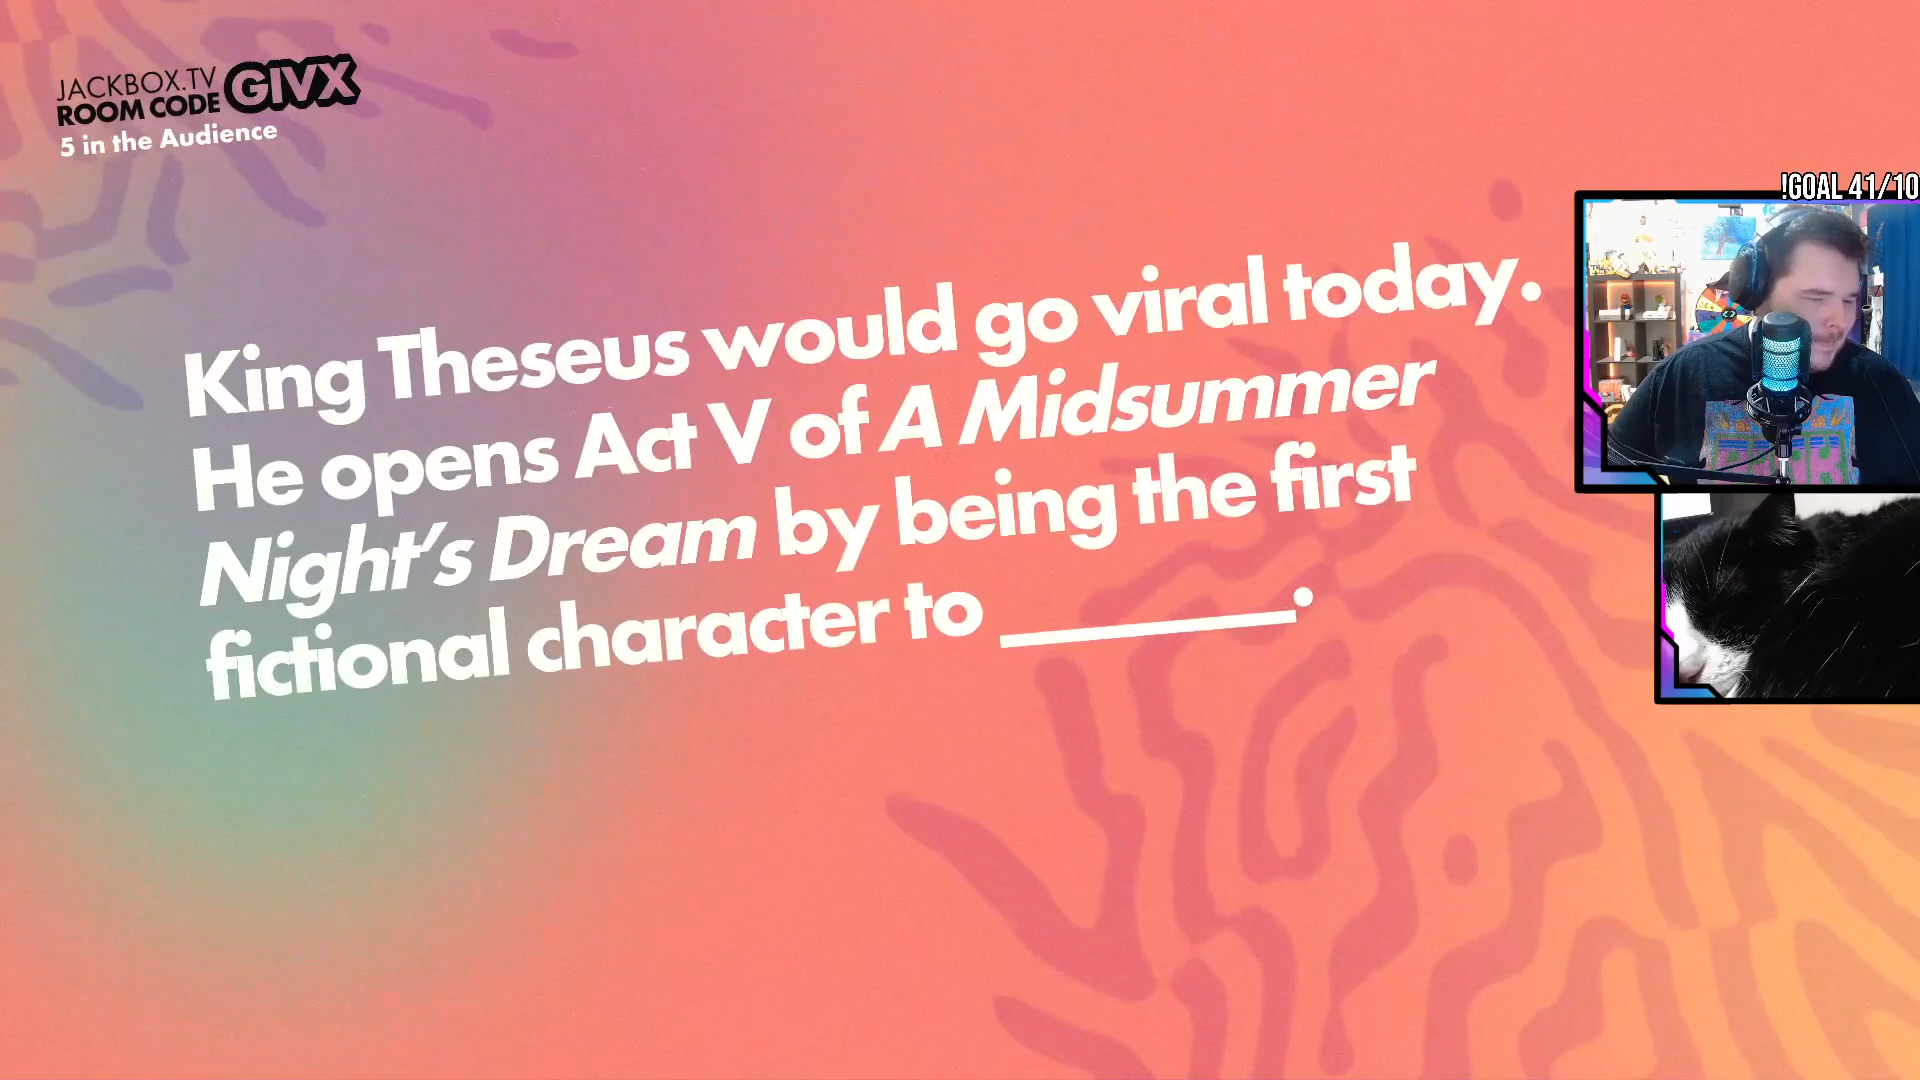 JACKBOX.TV
ROOM CODE GIVX
5 in the Audience
!GOAL 41/10
King Theseus would go viral today.
He opens Act V of A Midsummer
Night's Dream by being the first
fictional character to ________.